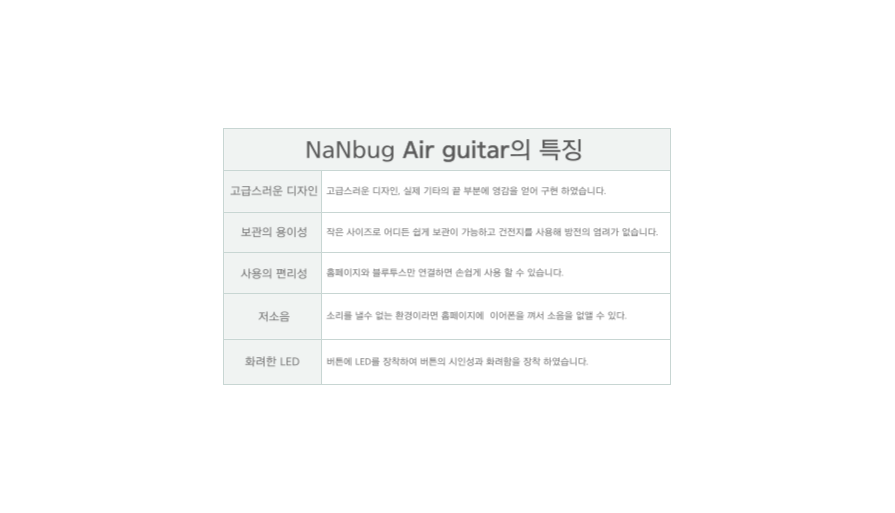 NaNbug Air guitar의 특징
고급스러운 디자인 고급스러운 디자인, 실제 기타의 끝 부분에 영감을 얻어 구현 하였습니다.
보관의 용이성 작은 사이즈로 어디든 쉽게 보관이 가능하고 건전지를 사용해 방전의 염려가 없습니다.
사용의 편리성 홈페이지와 블루투스만 연결하면 손쉽게 사용 할 수 있습니다.
저소음 소리를 낼수 없는 환경이라면 홈페이지에 이어폰을 껴서 소음을 없앨 수 있다.
화려한 LED 버튼에 LED를 장착하여 버튼의 시인성과 화려함을 장착 하였습니다.